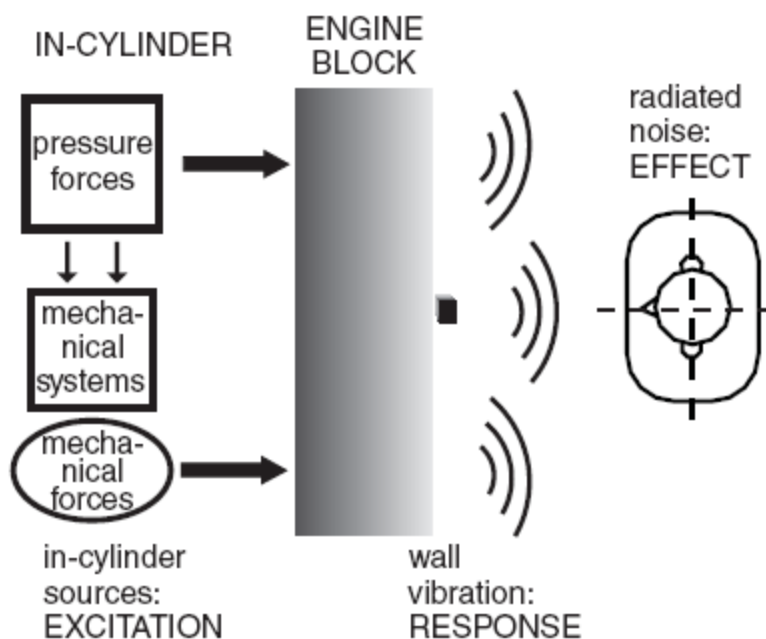 IN-CYLINDER
ENGINE
BLOCK
pressure
forces
mecha-
nical
systems
mecha-
nical
forces
radiated
noise:
EFFECT
in-cylinder
sources:
EXCITATION
wall
vibration:
RESPONSE